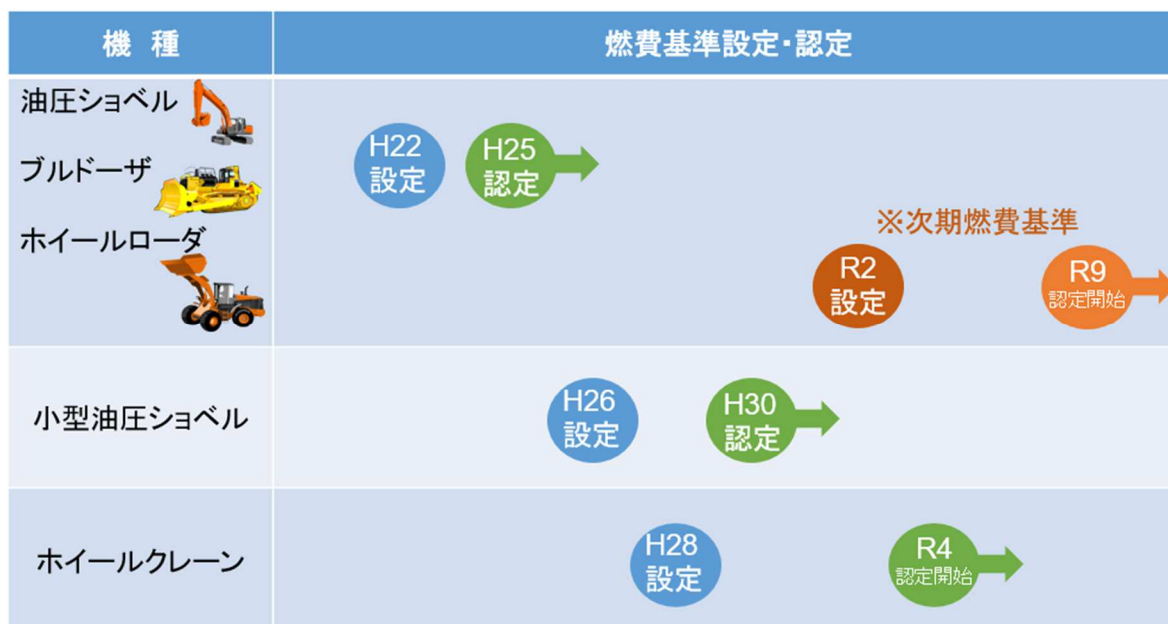 機 種
燃費基準設定・認定
油圧ショベル
ブルドーザ
ホイールローダ
H22
設定
H25
認定
※次期燃費基準
R2
設定
R9
認定開始
小型油圧ショベル
H26
設定
H30
認定
ホイールクレーン
H28
設定
R4
認定開始